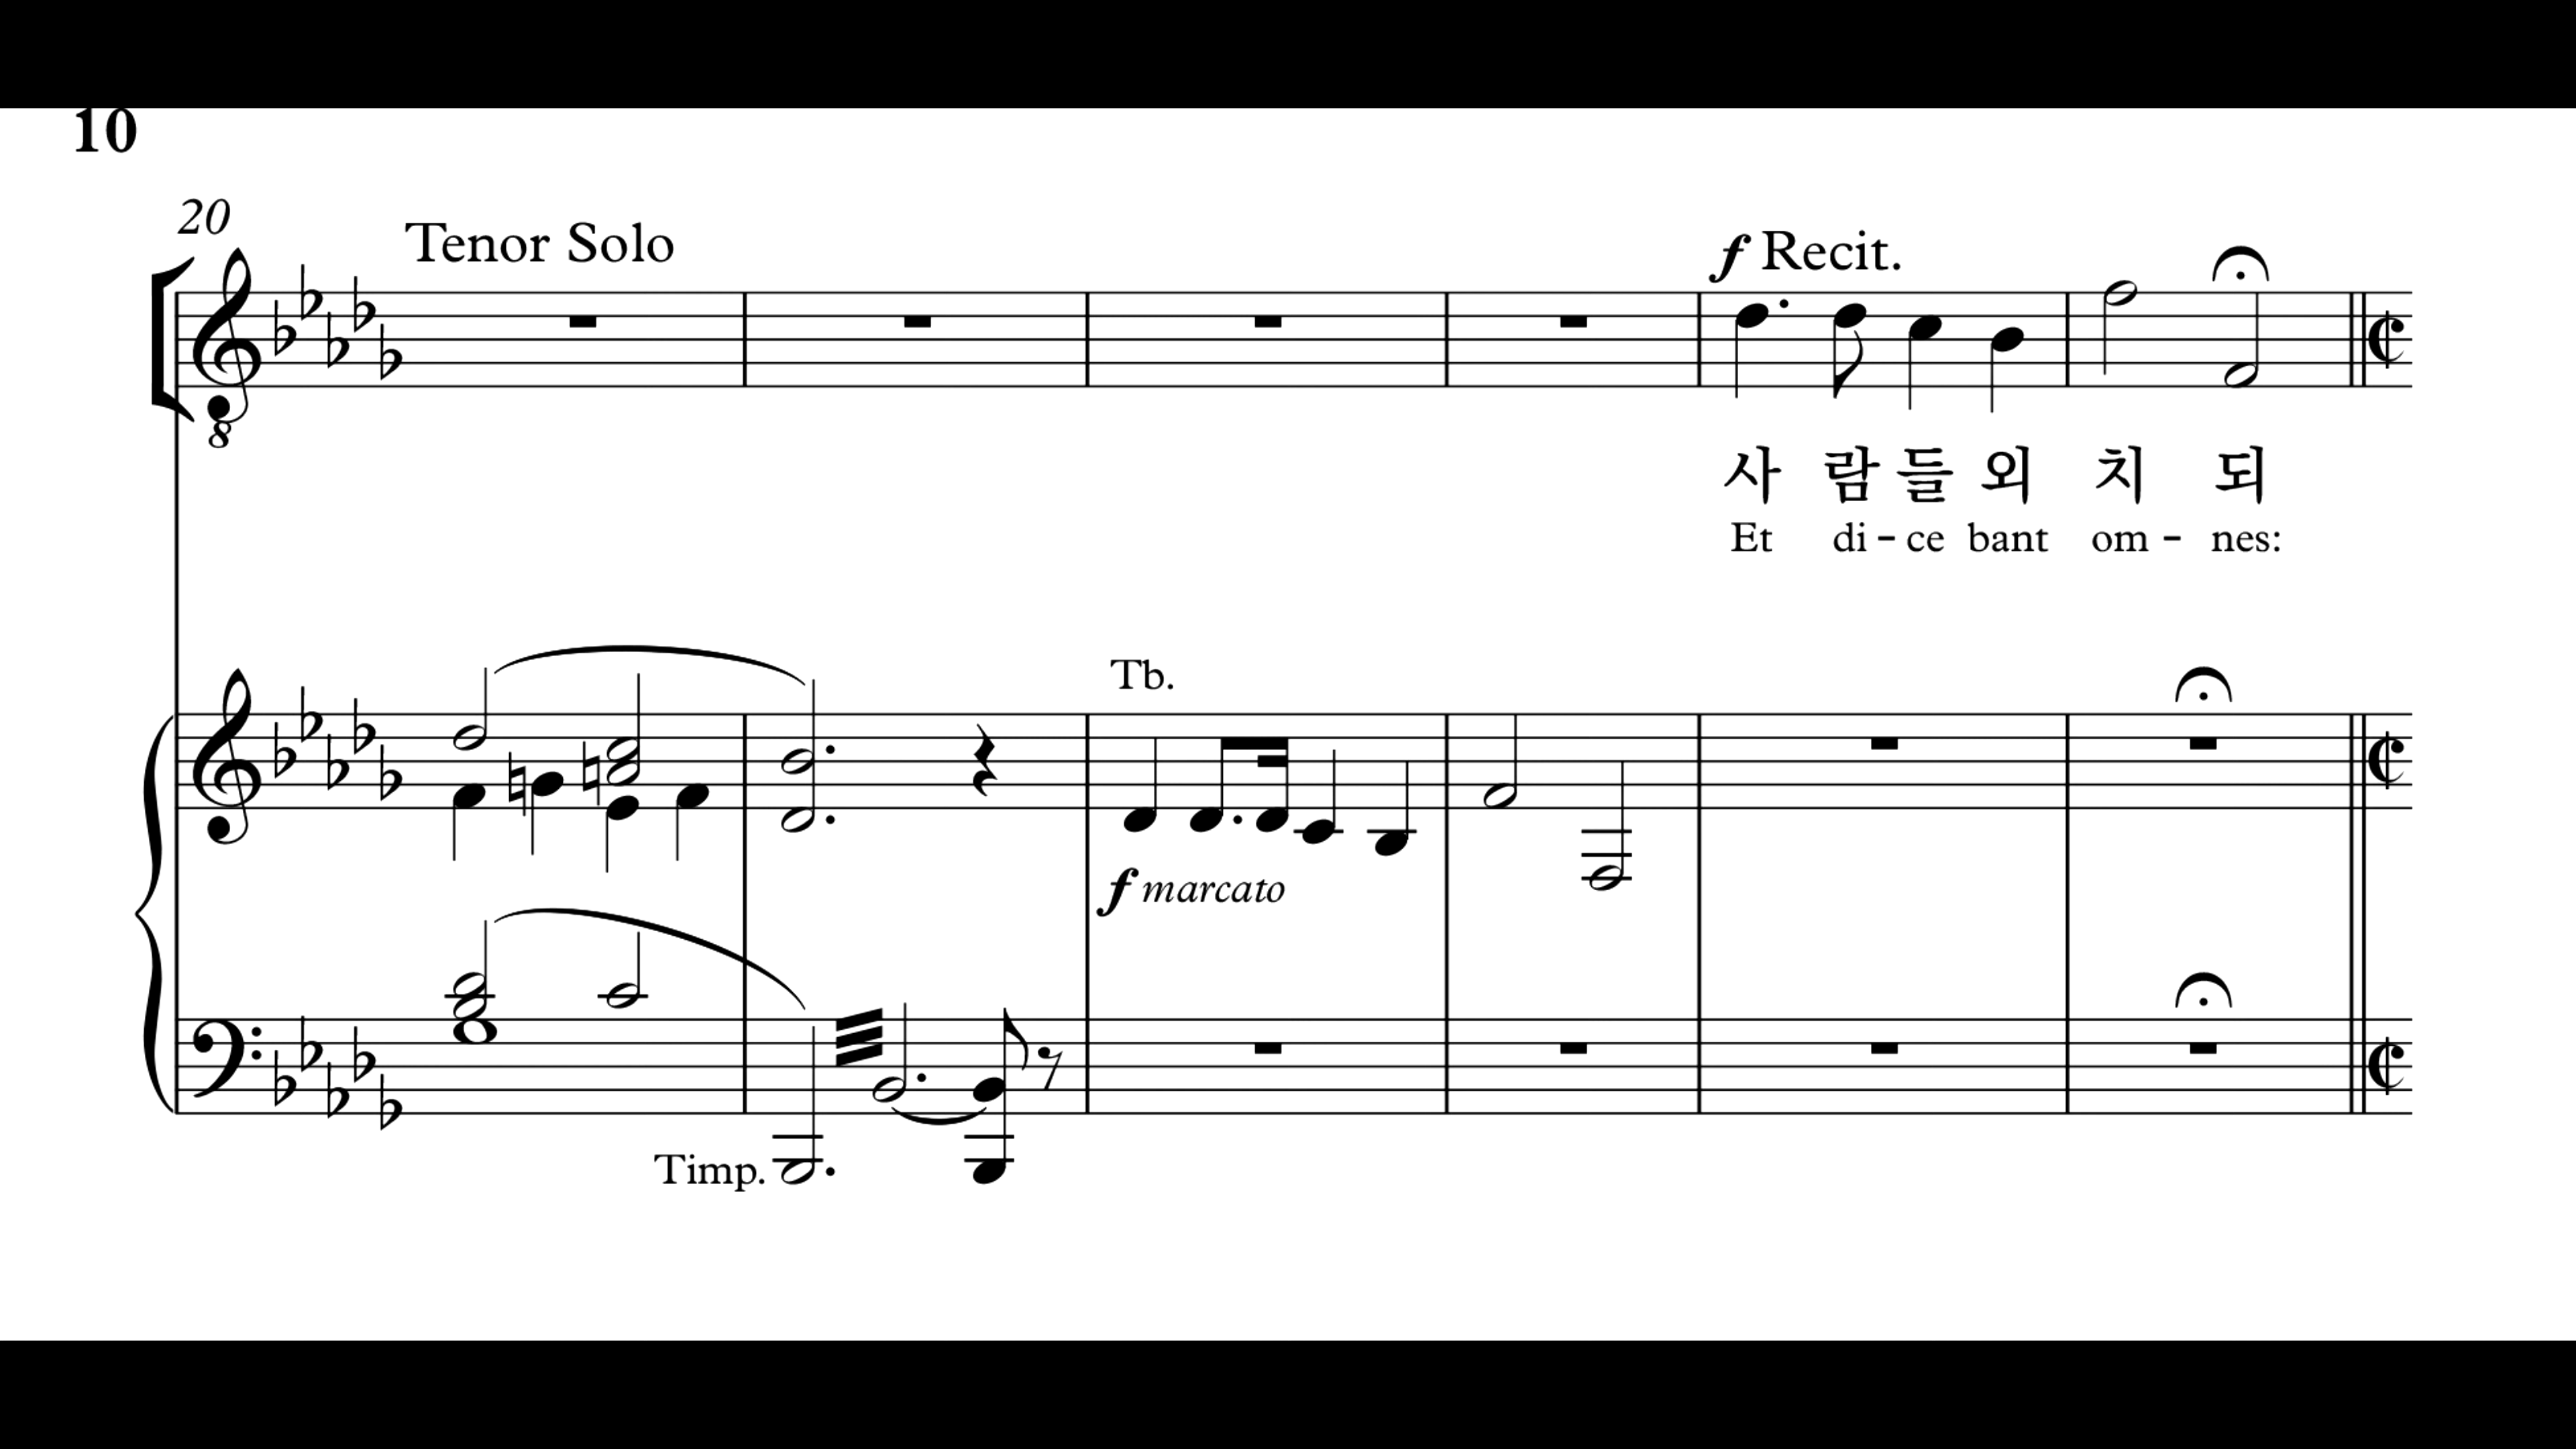 10
20
Tenor Solo
f Recit.
8
사 람 들 외 치 되
Et di - ce bant om - nes:
Tb.
f marcato
Timp.